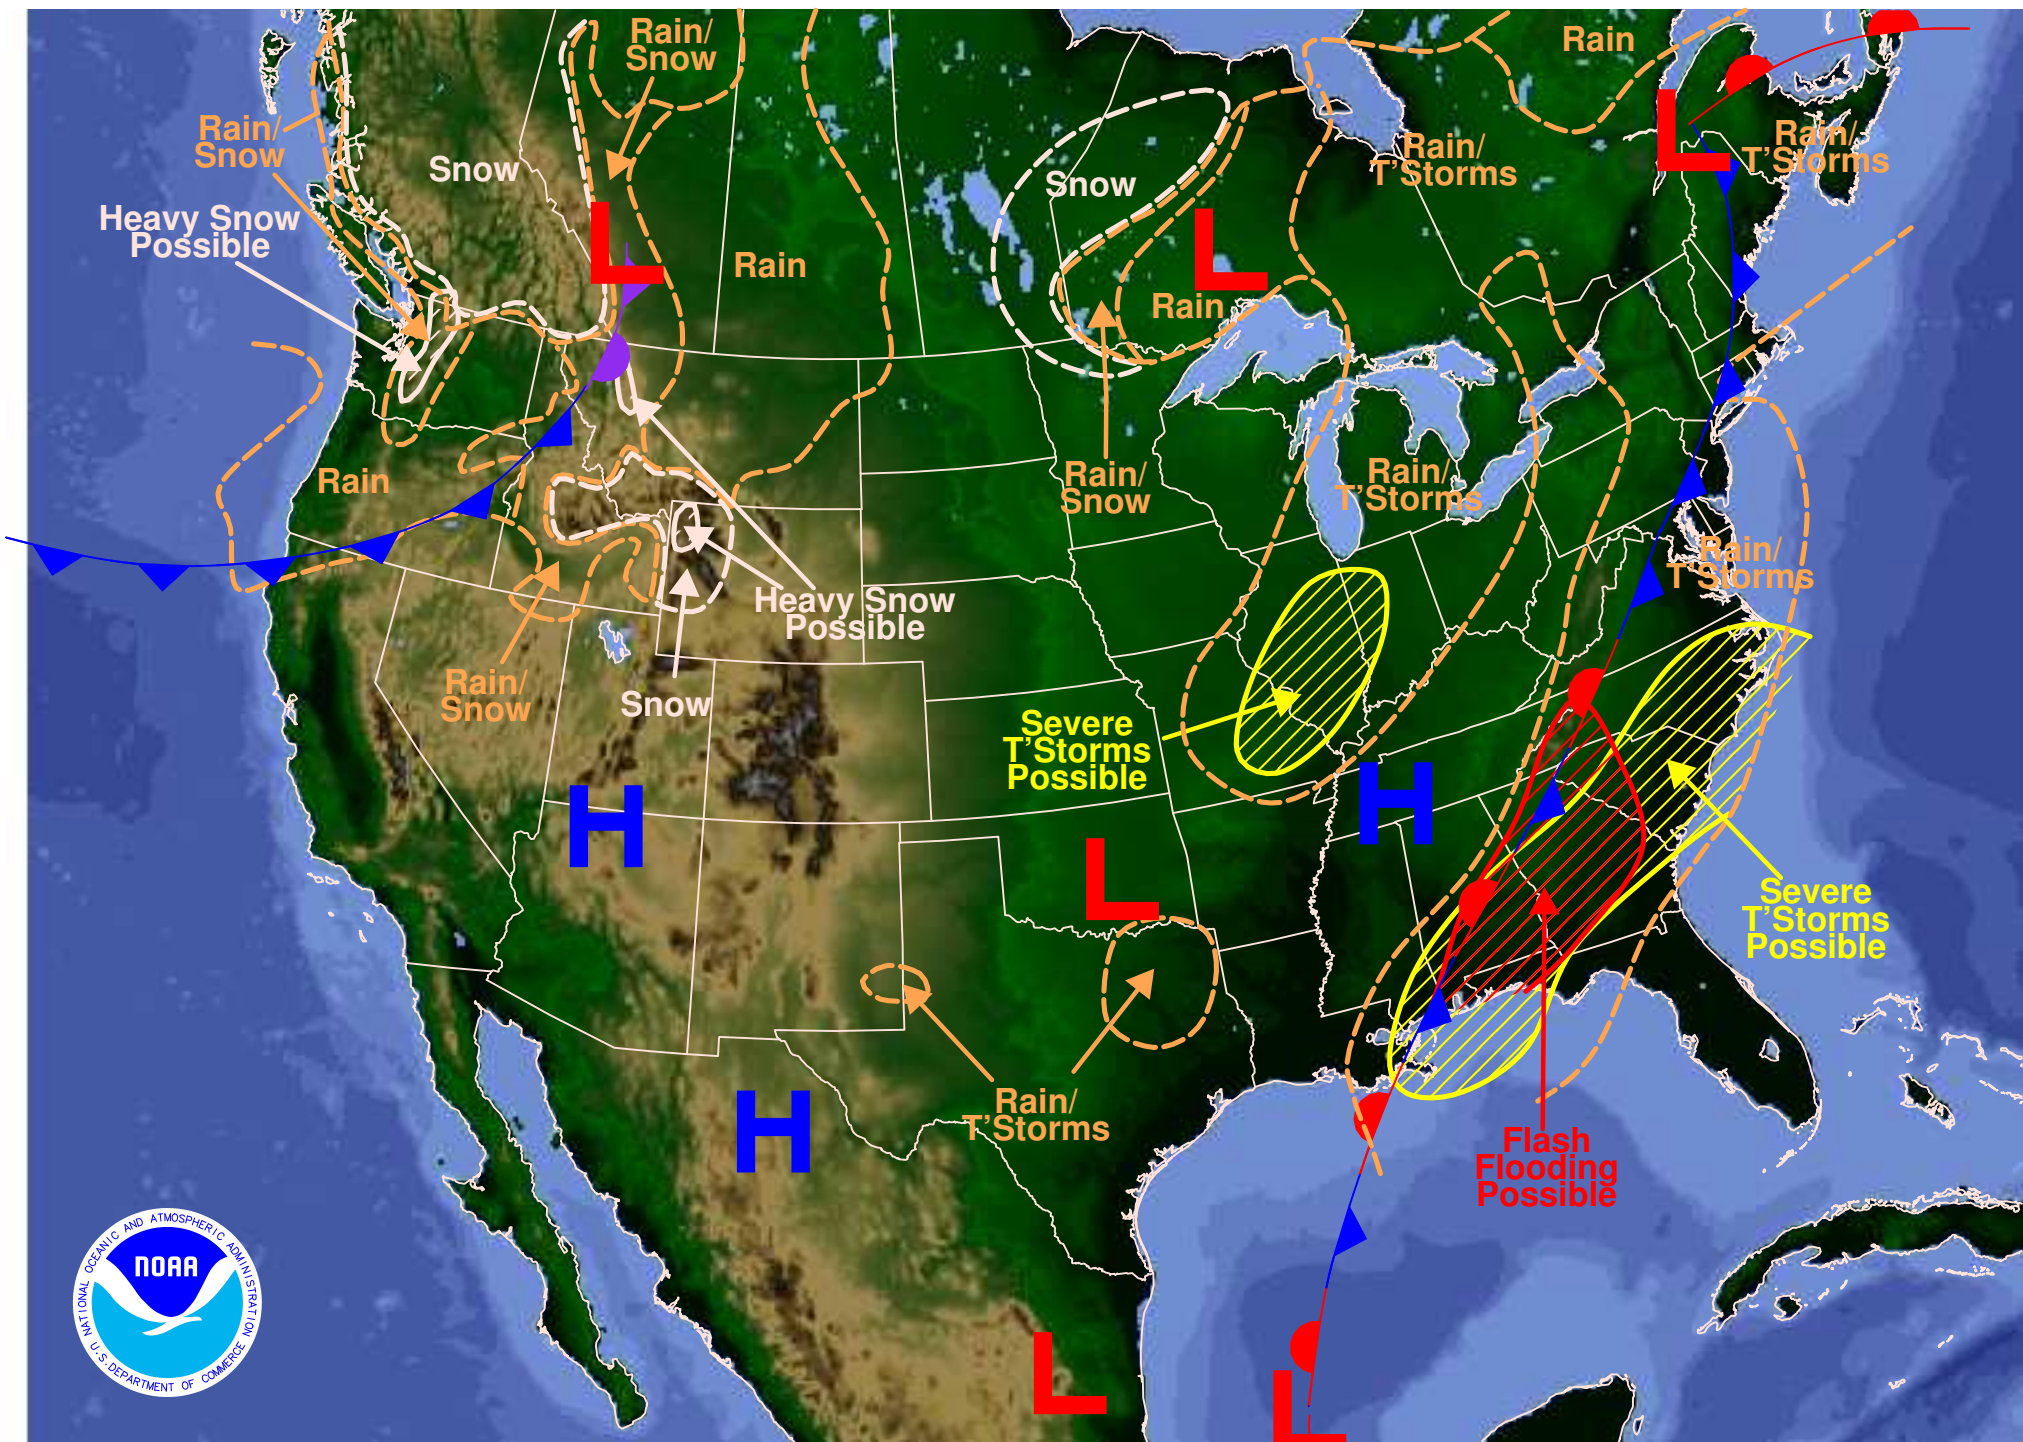 Rain/
Snow
Rain
Rain/
Snow
Snow
Heavy Snow
Possible
Rain/
T'Storms
Rain/
T'Storms
Snow
L
L
L
Rain
Rain
Rain
Rain/
Snow
Rain/
T'Storms
Rain/
T'Storms
Heavy Snow
Possible
Rain/
Snow
Snow
Severe
T'Storms
Possible
H
H
L
Severe
T'Storms
Possible
Rain/
T'Storms
H
Flash
Flooding
Possible
L
L
NATIONAL OCEANIC AND ATMOSPHERIC ADMINISTRATION
NOAA
U.S. DEPARTMENT OF COMMERCE